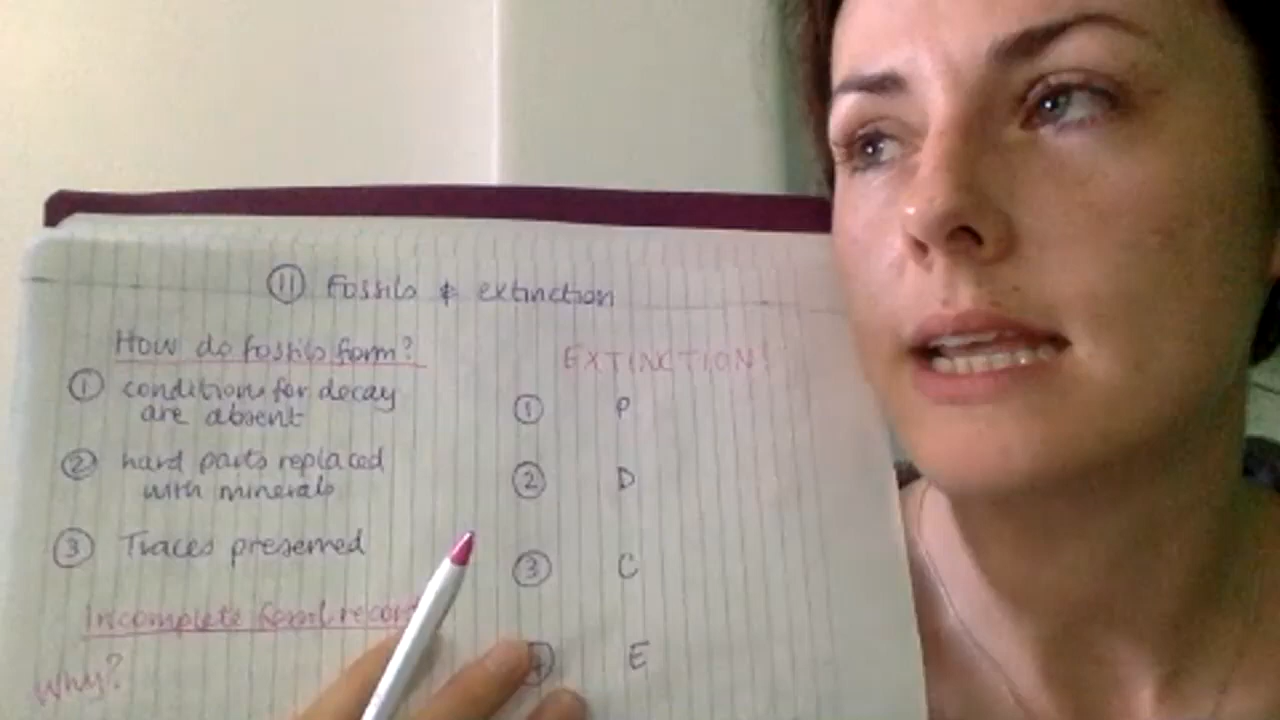 11 Fossils & extinction
How do fossils form?
1 conditions for decay
are absent
2 hard parts replaced
with minerals
3 Traces preserved
Incomplete fossil record
Why?
EXTINCTION!
1 P
2 D
3 C
4 E